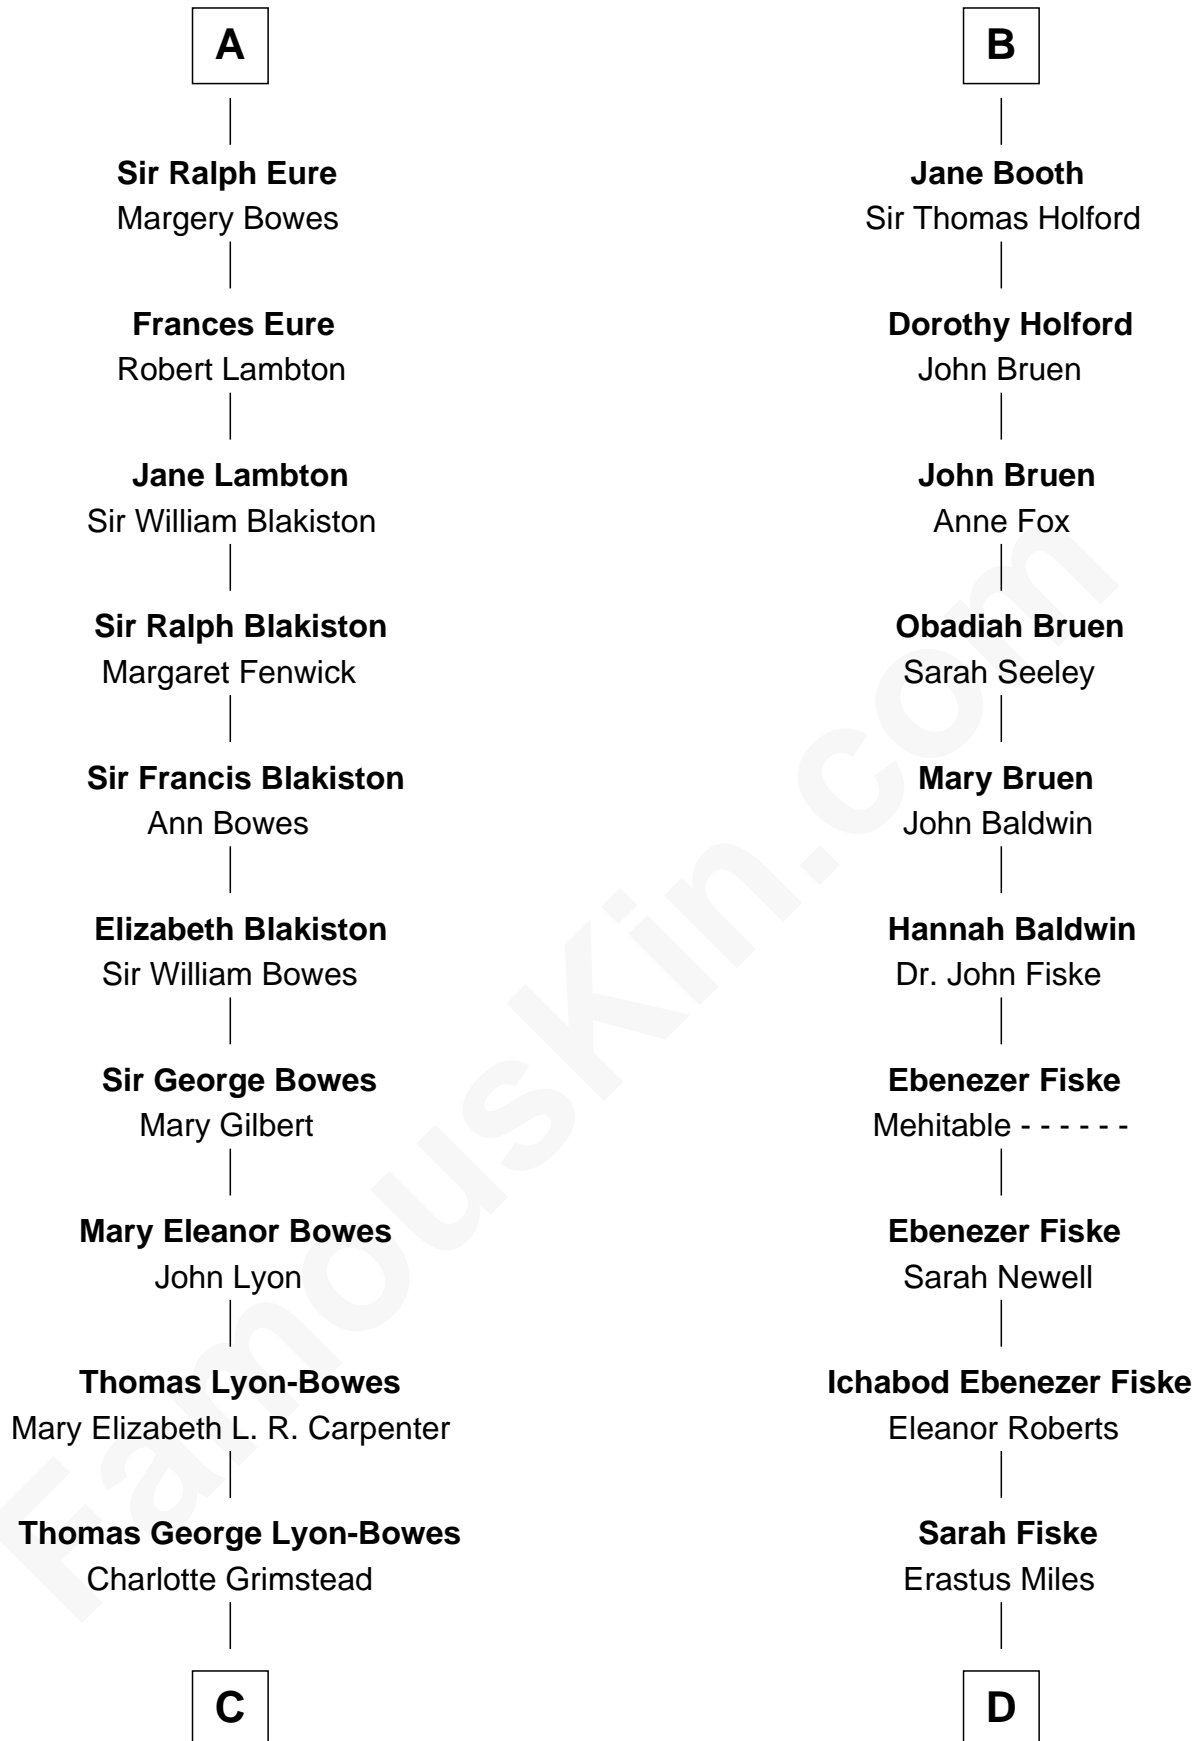 A
Sir Ralph Eure
Margery Bowes
Frances Eure
Robert Lambton
Jane Lambton
Sir William Blakiston
Sir Ralph Blakiston
Margaret Fenwick
Sir Francis Blakiston
Ann Bowes
Elizabeth Blakiston
Sir William Bowes
Sir George Bowes
Mary Gilbert
Mary Eleanor Bowes
John Lyon
Thomas Lyon-Bowes
Mary Elizabeth L. R. Carpenter
Thomas George Lyon-Bowes
Charlotte Grimstead
C
B
Jane Booth
Sir Thomas Holford
Dorothy Holford
John Bruen
John Bruen
Anne Fox
Obadiah Bruen
Sarah Seeley
Mary Bruen
John Baldwin
Hannah Baldwin
Dr. John Fiske
Ebenezer Fiske
Mehitable - - - - - -
Ebenezer Fiske
Sarah Newell
Ichabod Ebenezer Fiske
Eleanor Roberts
Sarah Fiske
Erastus Miles
D
FamousKin.com